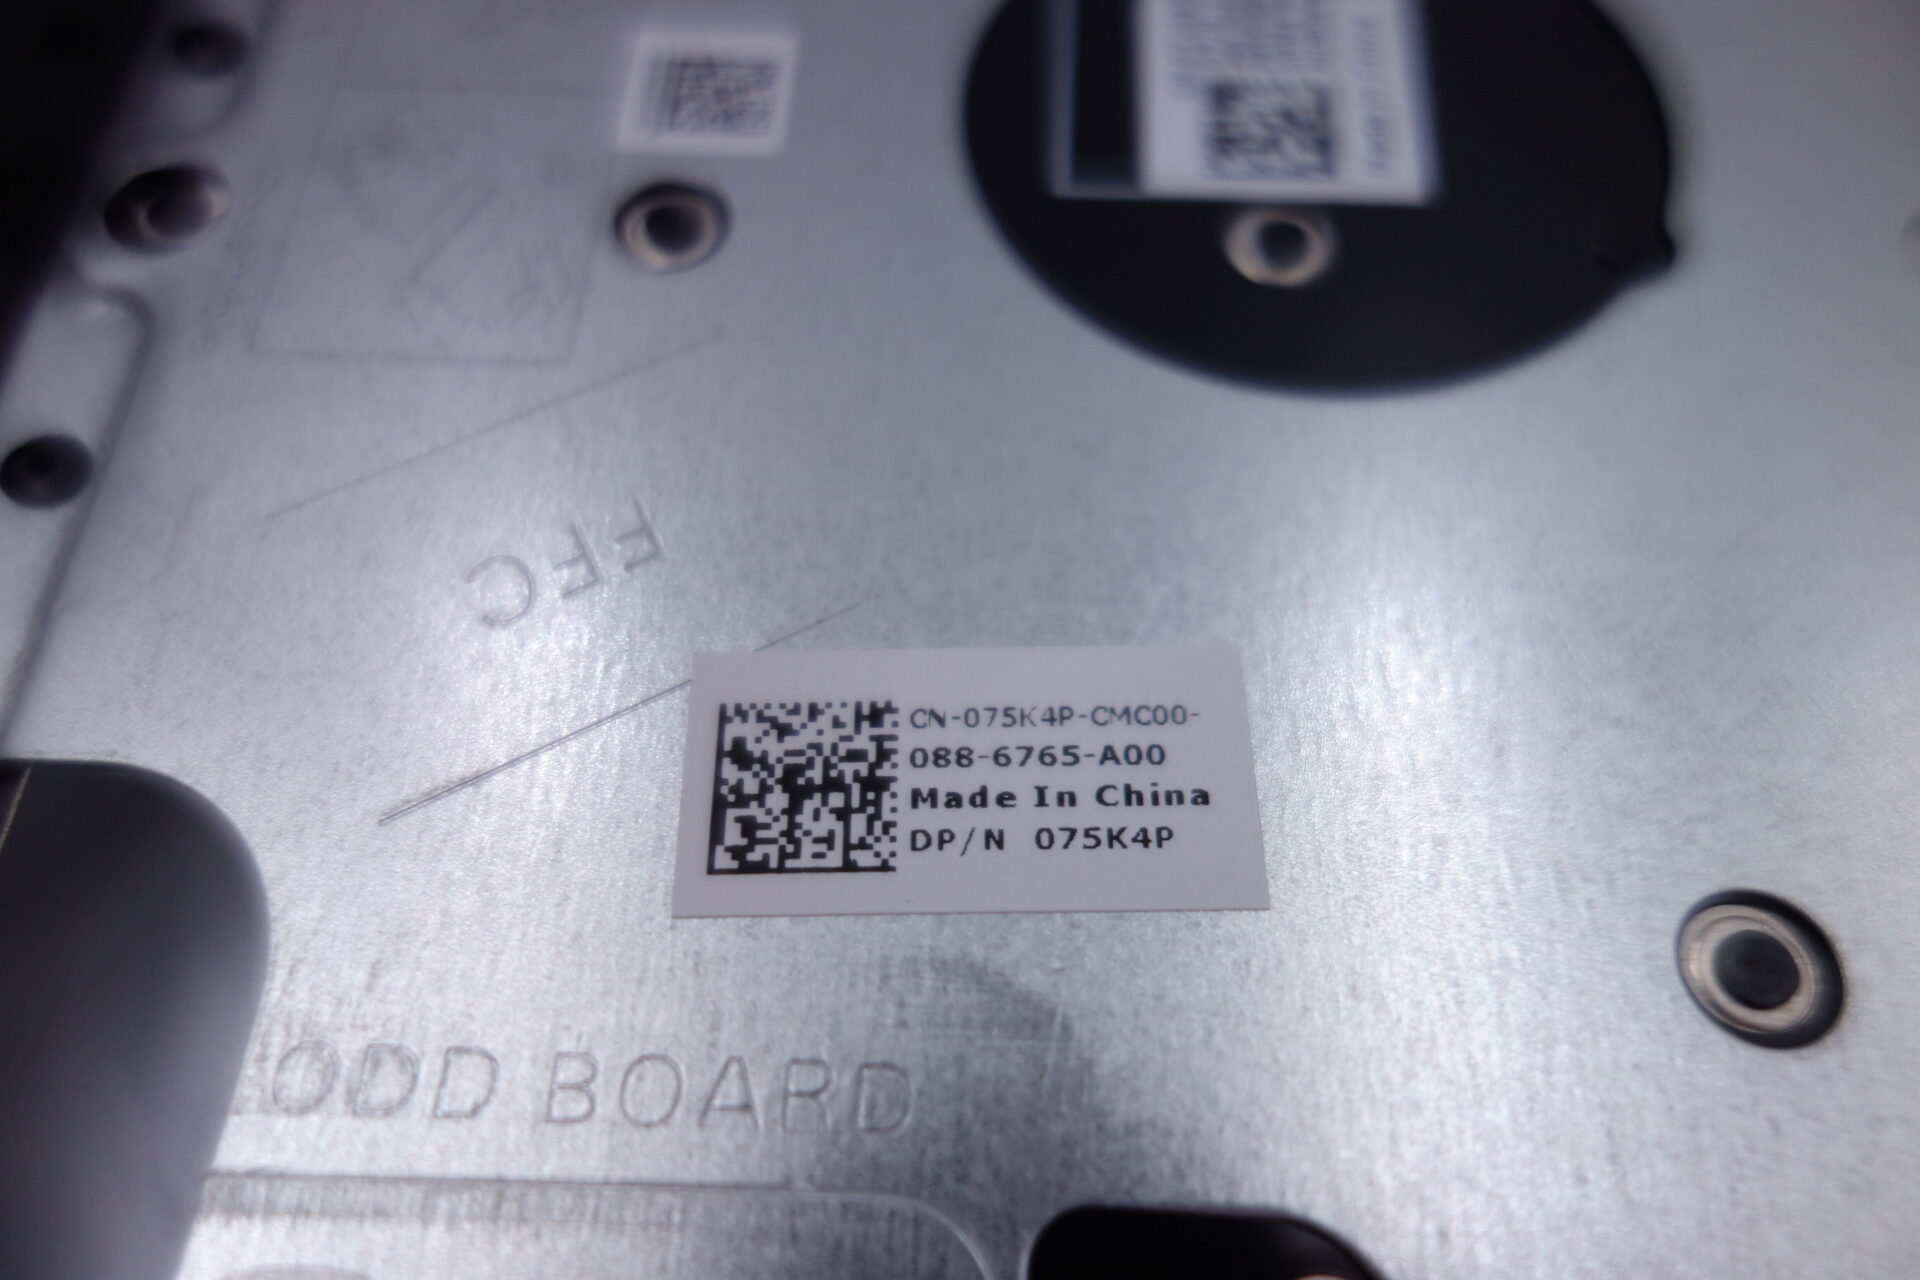 FFC
CN-075K4P-CMC00-
088-6765-A00
Made In China
DP/N 075K4P
ODD BOARD